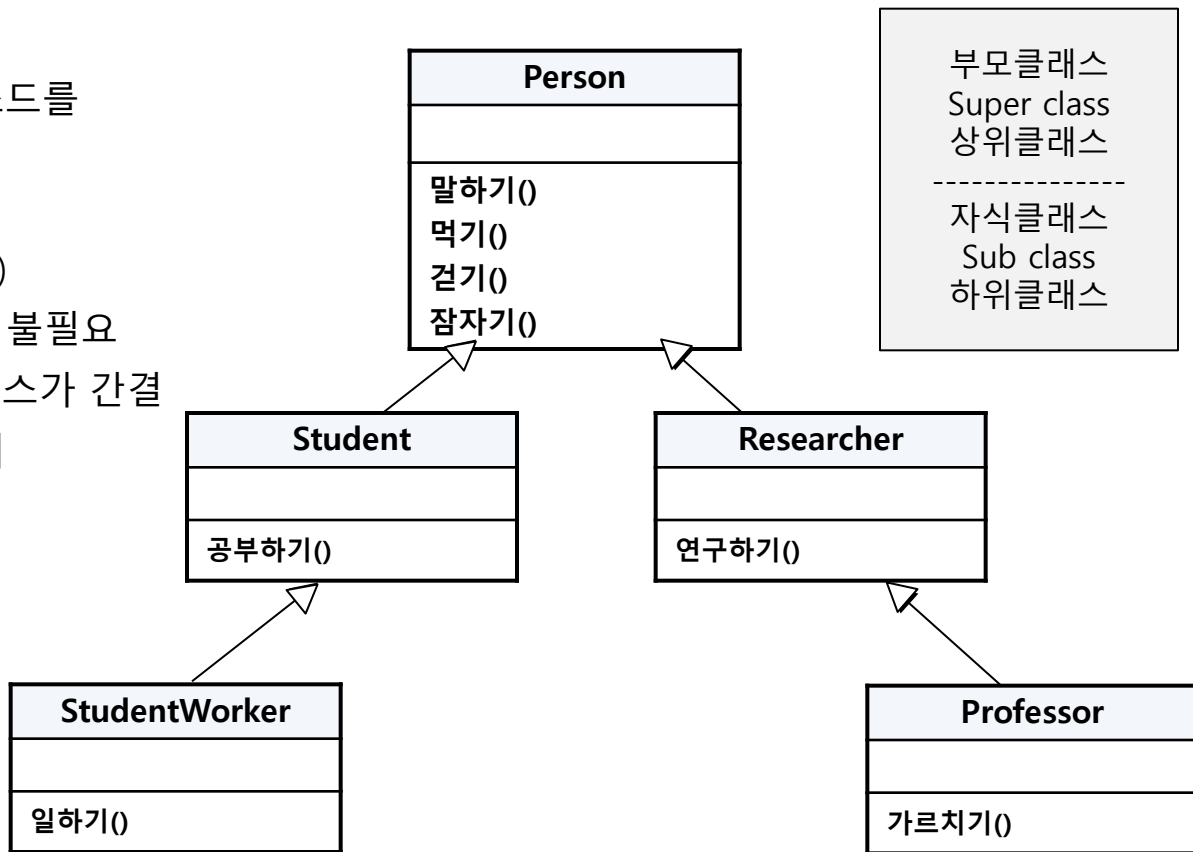 드를
)
불필요
스가 간결
Person
말하기()
먹기()
걷기()
잠자기()
부모클래스
Super class
상위클래스
---------------
자식클래스
Sub class
하위클래스
Student
공부하기()
Researcher
연구하기()
StudentWorker
일하기()
Professor
가르치기()